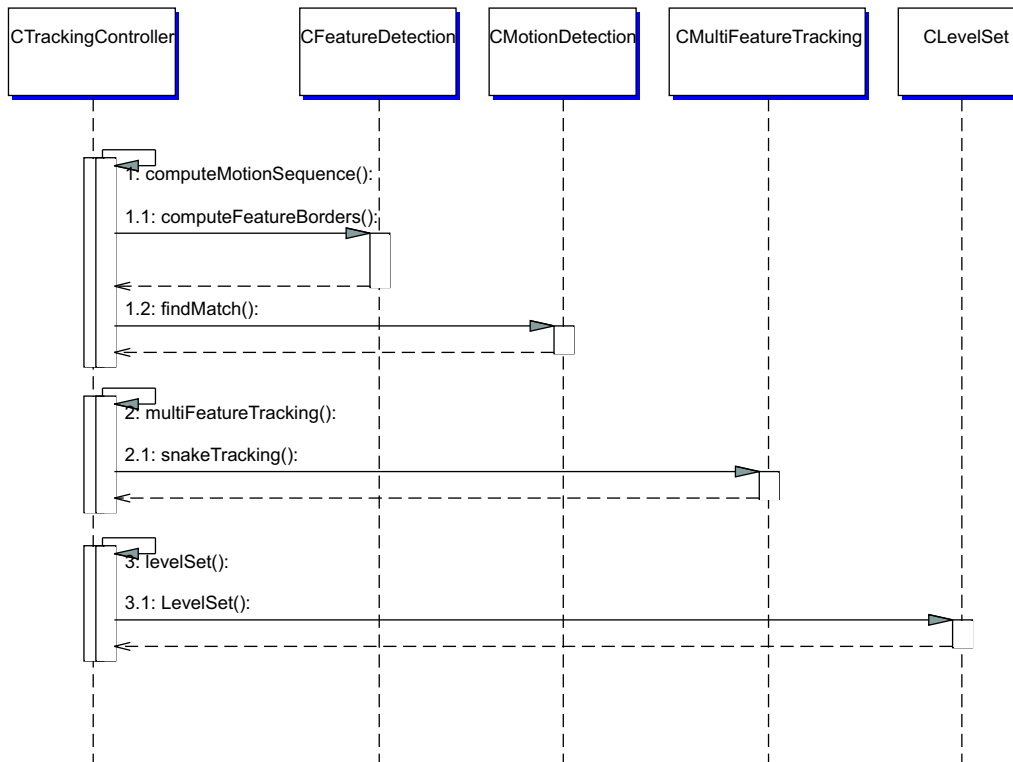 CTrackingController
CFeatureDetection
CMotionDetection
CMultiFeatureTracking
CLevelSet
1: computeMotionSequence():
1.1: computeFeatureBorders():
1.2: findMatch():
2: multiFeatureTracking():
2.1: snakeTracking():
3: levelSet():
3.1: LevelSet():